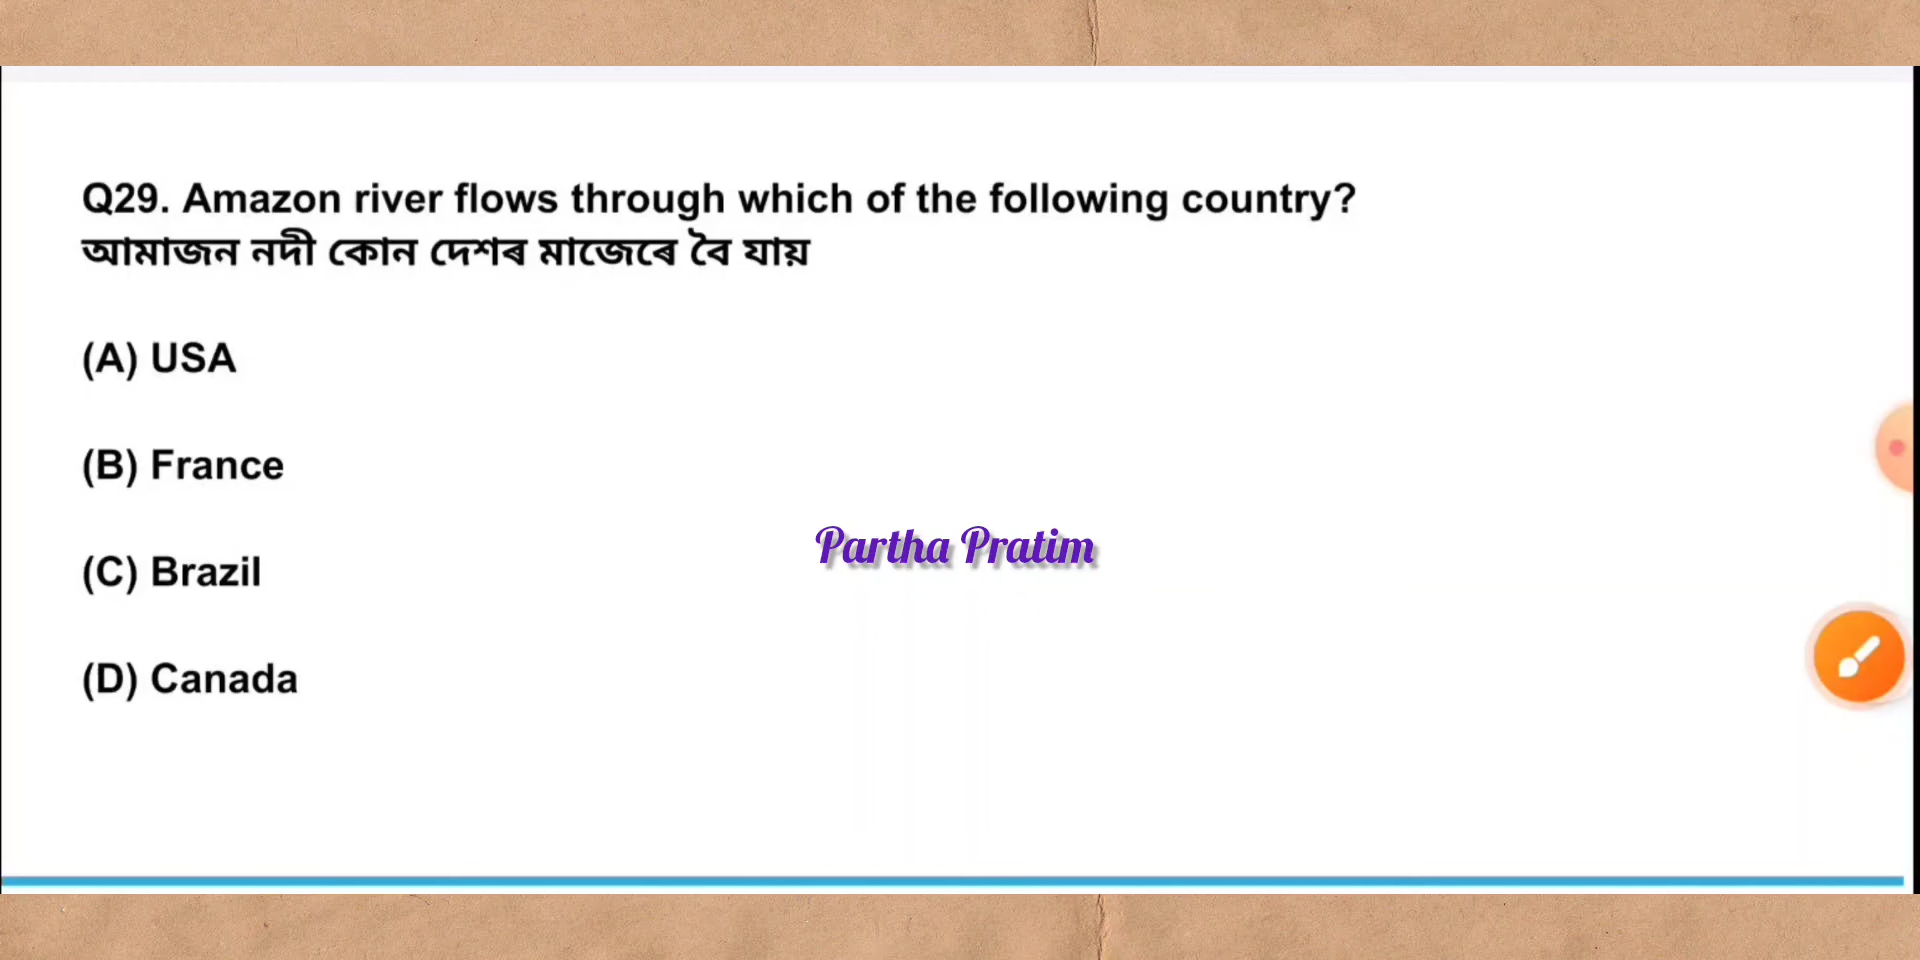 Q29. Amazon river flows through which of the following country?
আমাজন নদী কোন দেশৰ মাজেৰে বৈ যায়
(A) USA
(B) France
(C) Brazil
(D) Canada
Partha Pratim